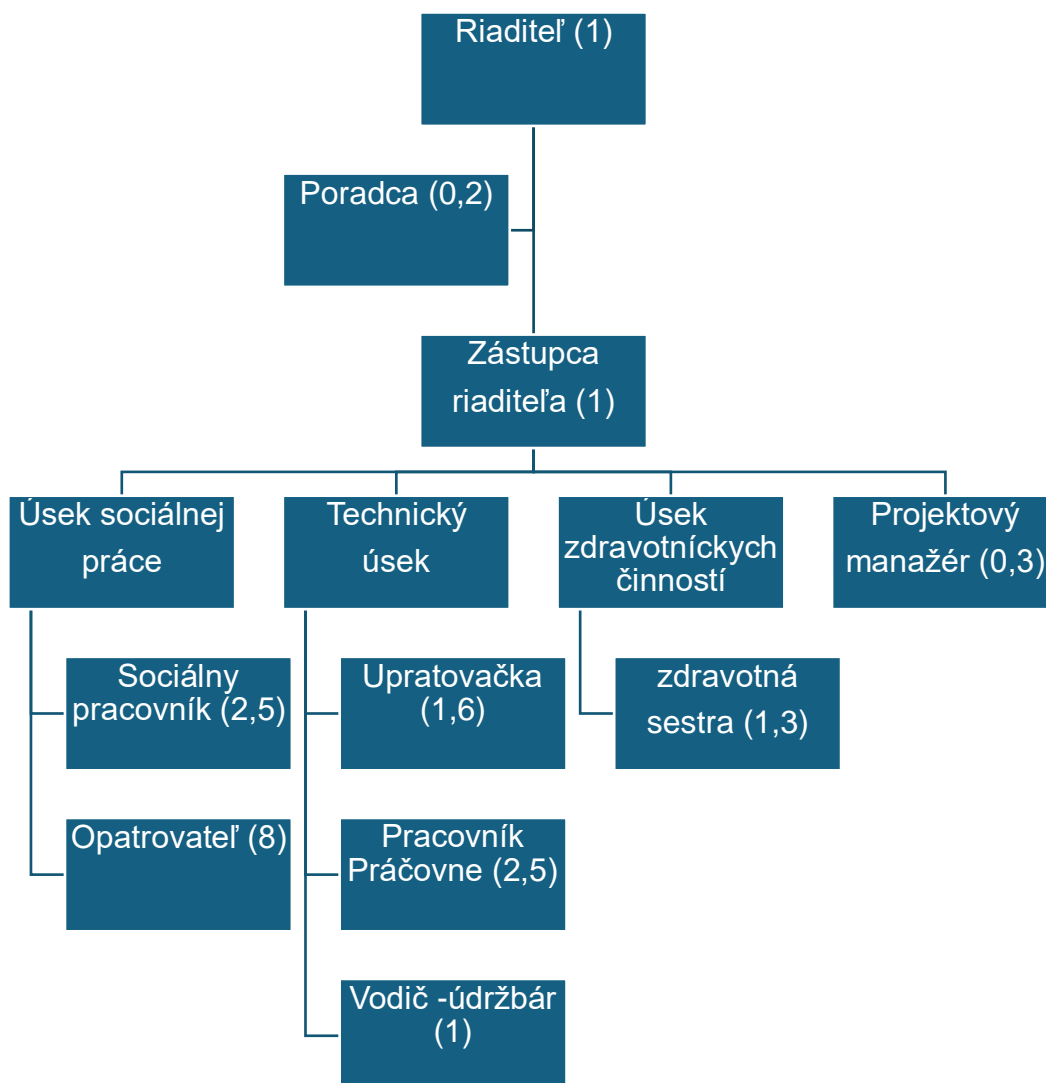 Riaditeľ (1)
Poradca (0,2)
Zástupca
riaditeľa (1)
Úsek sociálnej
práce
Technický
úsek
Úsek
zdravotníckych
činností
Projektový
manažér (0,3)
Sociálny
pracovník (2,5)
Upratovačka
(1,6)
zdravotná
sestra (1,3)
Opatrovateľ (8)
Pracovník
Práčovne (2,5)
Vodič -údržbár
(1)